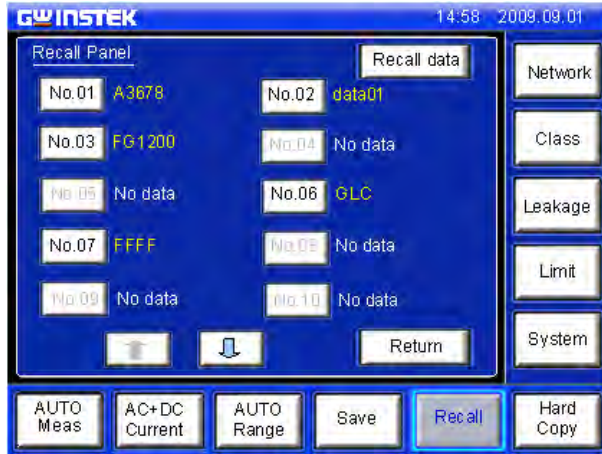 GWINSTEK 14:58 2009.09.01
Recall Panel
Recall data
No.01 A3678 No.02 data01
No.03 FG1200 No.04 No data
No.05 No data No.06 GLC
No.07 FFFF No.08 No data
No.09 No data No.10 No data
Return
Network
Class
Leakage
Limit
System
AUTO
Meas
AC+DC
Current
AUTO
Range
Save
Recall
Hard
Copy